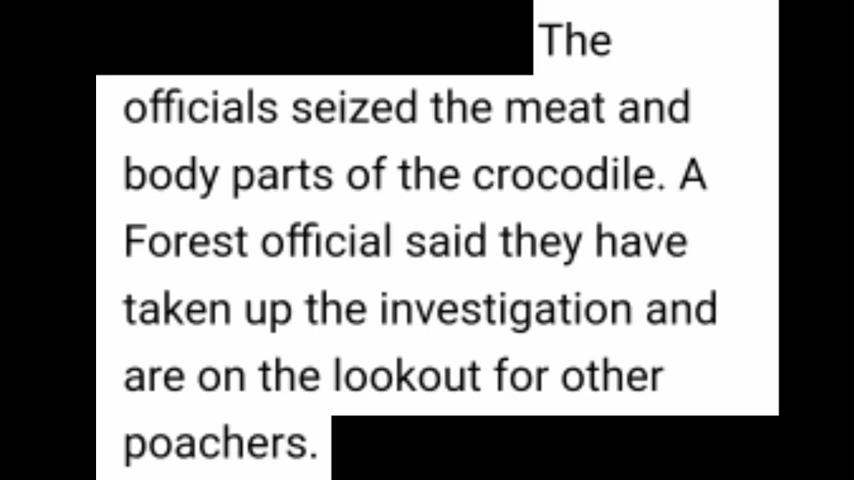 The
officials seized the meat and
body parts of the crocodile. A
Forest official said they have
taken up the investigation and
are on the lookout for other
poachers.